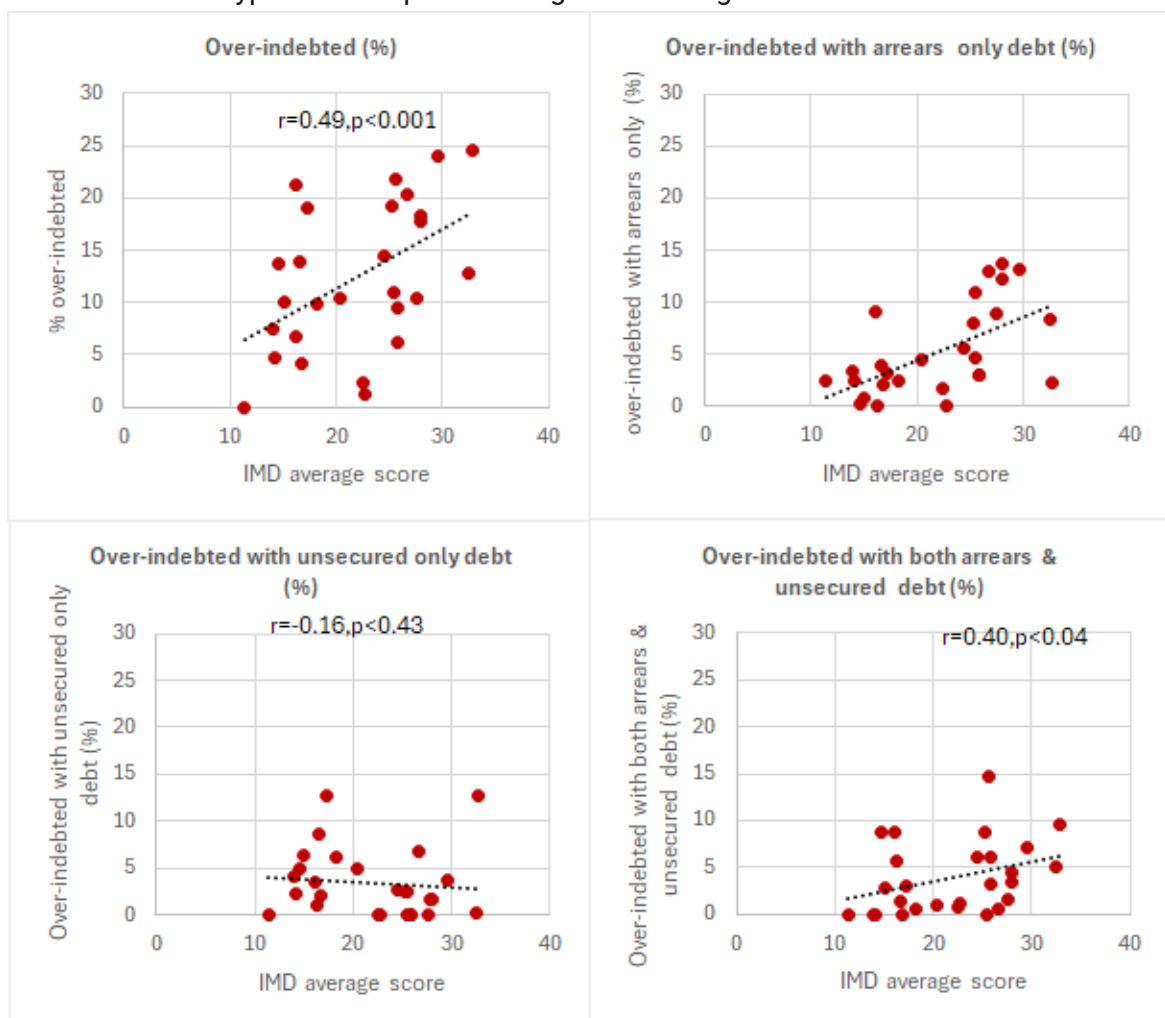 Over-indebted (%)
r=0.49,p<0.001
% over-indebted
30
25
20
15
10
5
0
0 10 20 30 40
IMD average score
Over-indebted with arrears only debt (%)
over-indebted with arrears only (%)
30
25
20
15
10
5
0
0 10 20 30 40
IMD average score
Over-indebted with unsecured only debt
(%)
r=-0.16,p<0.43
Over-indebted with unsecured only
debt (%)
30
25
20
15
10
5
0
0 10 20 30 40
IMD average score
Over-indebted with both arrears &
unsecured debt (%)
r=0.40,p<0.04
Over-indebted with both arrears &
unsecured debt (%)
30
25
20
15
10
5
0
0 10 20 30 40
IMD average score